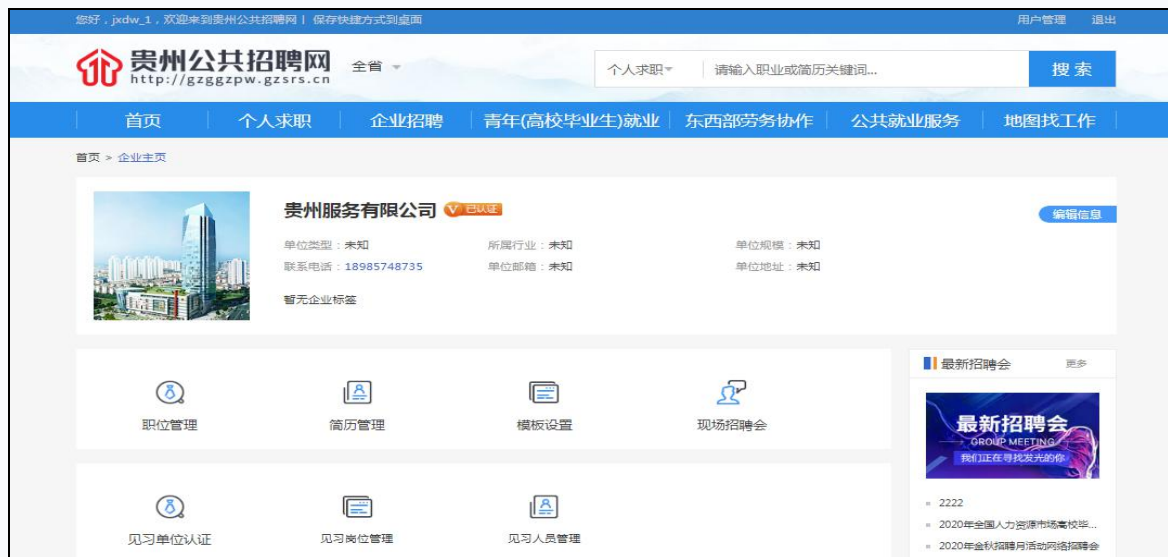 您好，jxdw_1，欢迎来到贵州公共招聘网丨 保存快捷方式到桌面 用户管理 退出
贵州公共招聘网 全省
http://gzggzpw.gzsrs.cn
个人求职 请输入职业或简历关键词... 搜 索
首页 个人求职 企业招聘 青年(高校毕业生)就业 东西部劳务协作 公共就业服务 地图找工作
首页 > 企业主页
贵州服务有限公司 V 已认证 编辑信息
单位类型：未知 所属行业：未知 单位规模：未知
联系电话：18985748735 单位邮箱：未知 单位地址：未知
暂无企业标签
职位管理 简历管理 模板设置 现场招聘会
见习单位认证 见习岗位管理 见习人员管理
最新招聘会 更多
最新招聘会
GROUP MEETING
我们正在寻找发光的你
2222
2020年全国人力资源市场高校毕...
2020年金秋招聘月活动网络招聘会